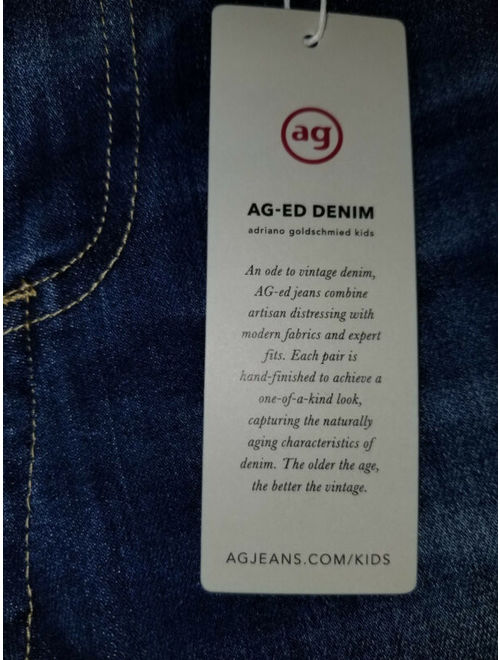 ag
AG-ED DENIM
adriano goldschmied kids
An ode to vintage denim,
AG-ed jeans combine
artisan distressing with
modern fabrics and expert
fits. Each pair is
hand-finished to achieve a
one-of-a-kind look,
capturing the naturally
aging characteristics of
denim. The older the age,
the better the vintage.
AGJEANS.COM/KIDS